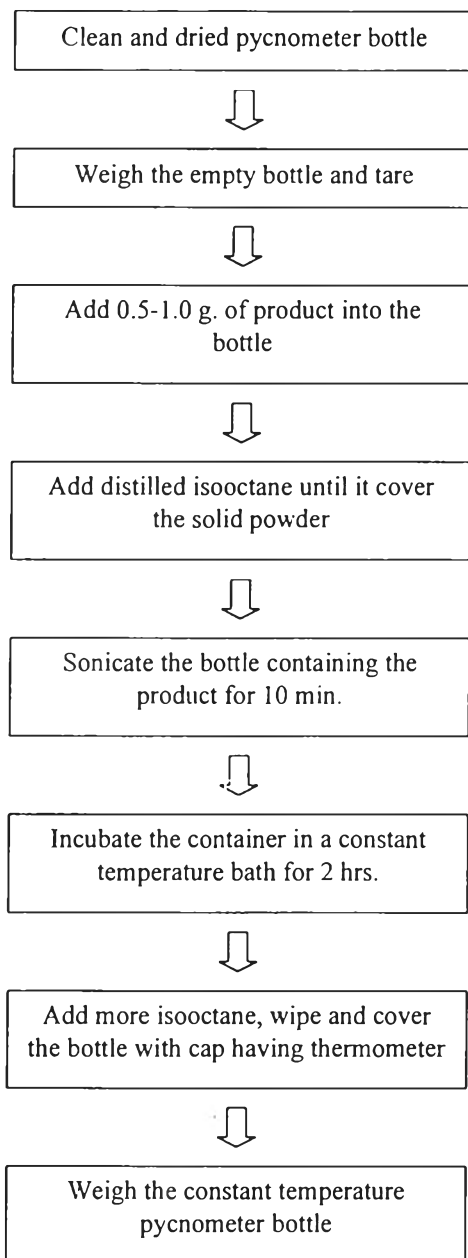 Clean and dried pycnometer bottle
Weigh the empty bottle and tare
Add 0.5-1.0 g. of product into the
bottle
Add distilled isooctane until it cover
the solid powder
Sonicate the bottle containing the
product for 10 min.
Incubate the container in a constant
temperature bath for 2 hrs.
Add more isooctane, wipe and cover
the bottle with cap having thermometer
Weigh the constant temperature
pycnometer bottle